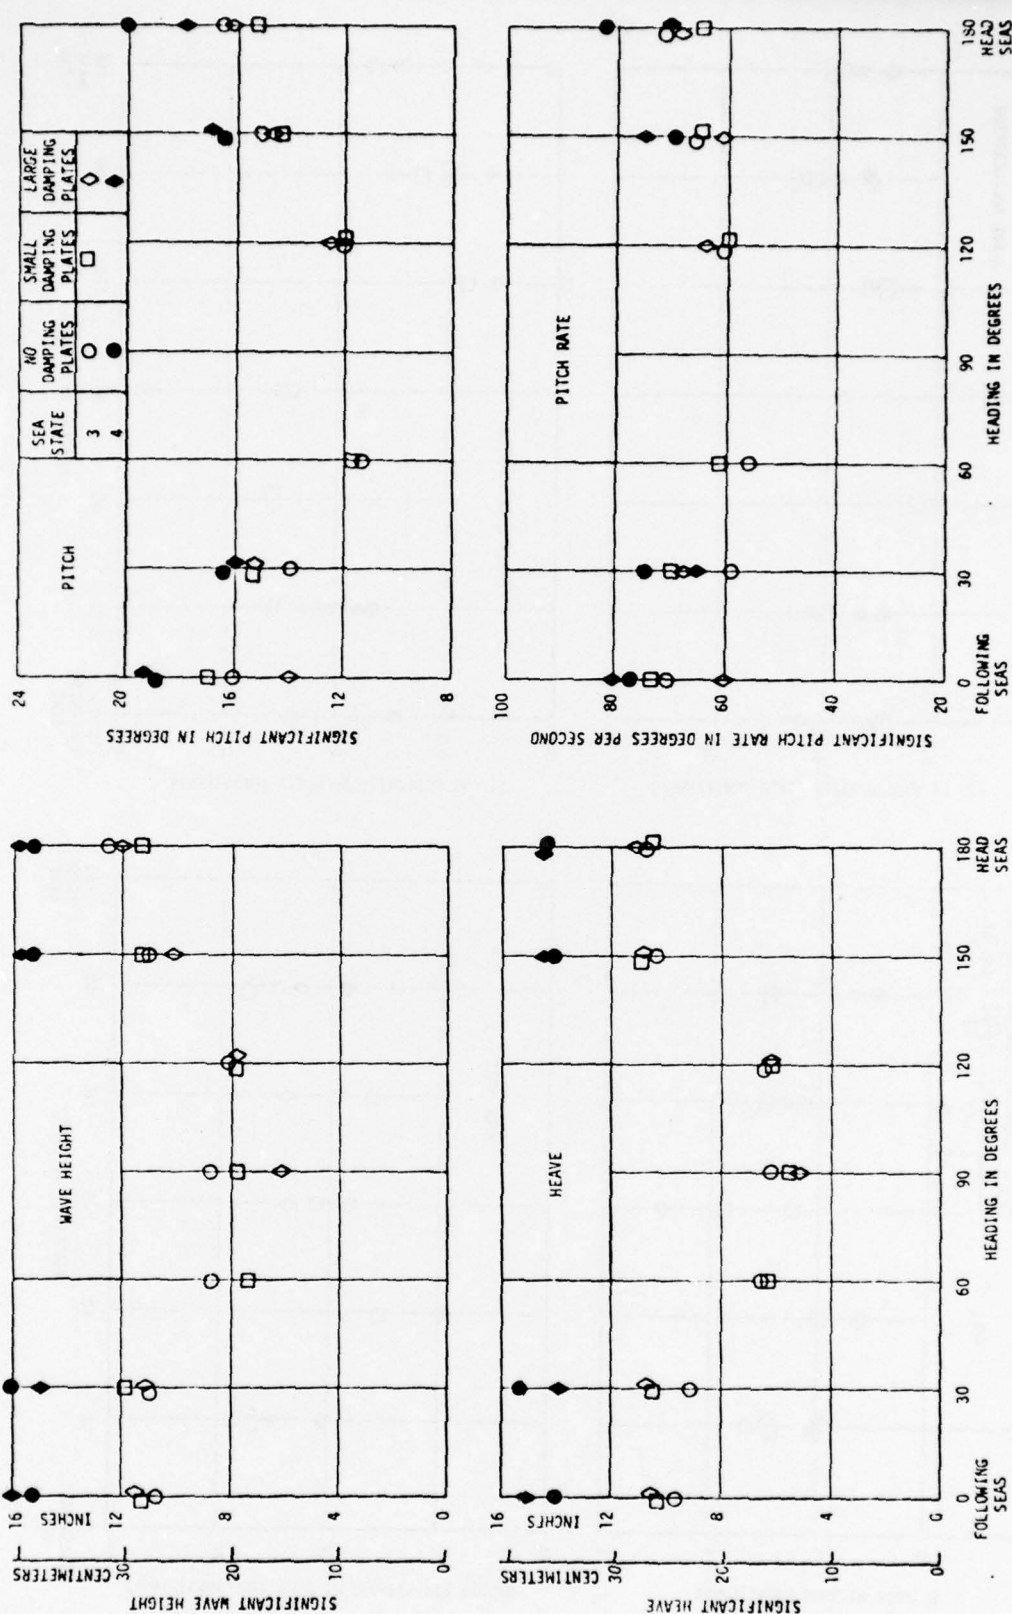 PITCH
SEA STATE
NO DAMPING PLATES
SMALL DAMPING PLATES
LARGE DAMPING PLATES
3
4
24
20
16
12
8
SIGNIFICANT PITCH IN DEGREES
PITCH RATE
100
80
60
40
20
SIGNIFICANT PITCH RATE IN DEGREES PER SECOND
0
30
60
90
120
150
180
FOLLOWING SEAS
HEADING IN DEGREES
HEAD SEAS
WAVE HEIGHT
16
12
8
4
0
INCHES
30
20
10
0
CENTIMETERS
SIGNIFICANT WAVE HEIGHT
HEAVE
16
12
8
4
0
INCHES
30
20
10
0
CENTIMETERS
SIGNIFICANT HEAVE
0
30
60
90
120
150
180
FOLLOWING SEAS
HEADING IN DEGREES
HEAD SEAS